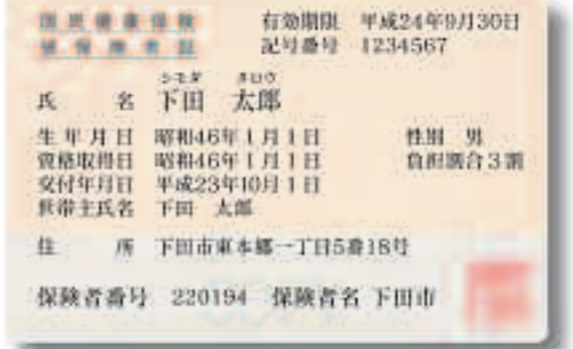 国民健康保険 有効期限 平成24年9月30日
被保険者証 記号番号 1234567
シモダ タロウ
氏 名 下田 太郎
生年月日 昭和46年1月1日 性別 男
資格取得日 昭和46年1月1日 負担割合3割
交付年月日 平成23年10月1日
世帯主氏名 下田 太郎
住 所 下田市東本郷一丁目5番18号
保険者番号 220194 保険者名 下田市